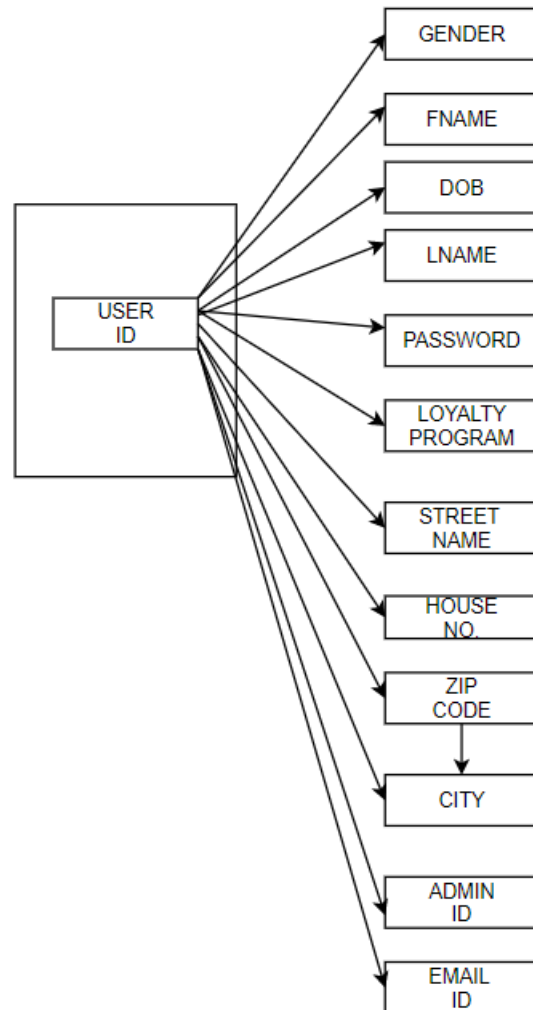 GENDER
FNAME
DOB
LNAME
USER
ID
PASSWORD
LOYALTY
PROGRAM
STREET
NAME
HOUSE
NO.
ZIP
CODE
CITY
ADMIN
ID
EMAIL
ID